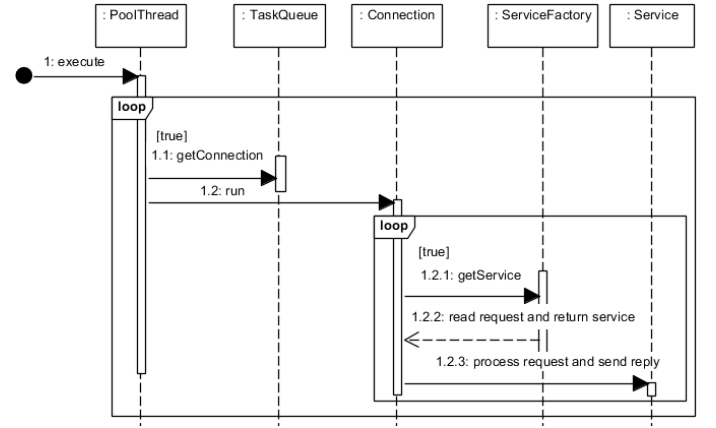 : PoolThread
: TaskQueue
: Connection
: ServiceFactory
: Service
1: execute
loop
[true]
1.1: getConnection
1.2: run
loop
[true]
1.2.1: getService
1.2.2: read request and return service
1.2.3: process request and send reply